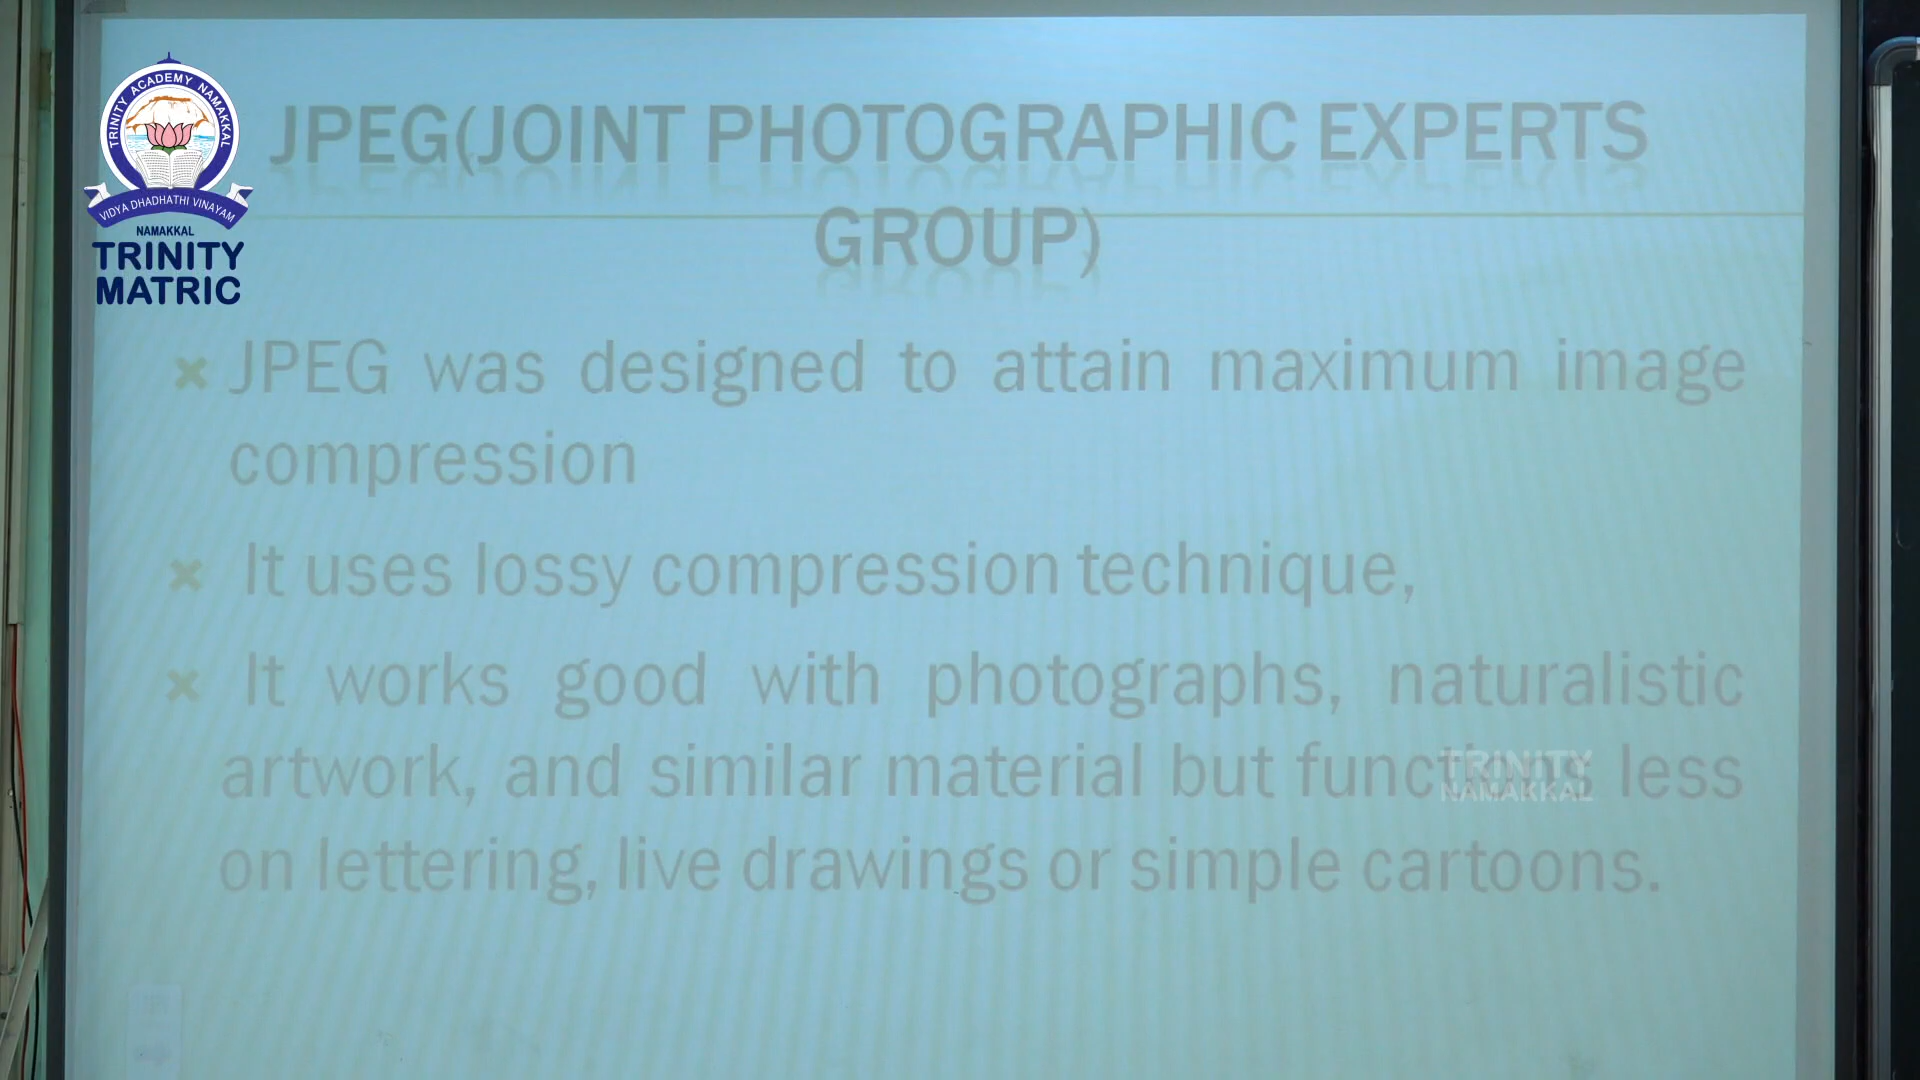 TRINITY ACADEMY NAMAKKAL
VIDYA DHADHATHI VINAYAM
NAMAKKAL
TRINITY
MATRIC
JPEG(JOINT PHOTOGRAPHIC EXPERTS
GROUP)
JPEG was designed to attain maximum image
compression
It uses lossy compression technique,
It works good with photographs, naturalistic
artwork, and similar material but functions less
on lettering, live drawings or simple cartoons.
TRINITY
NAMAKKAL